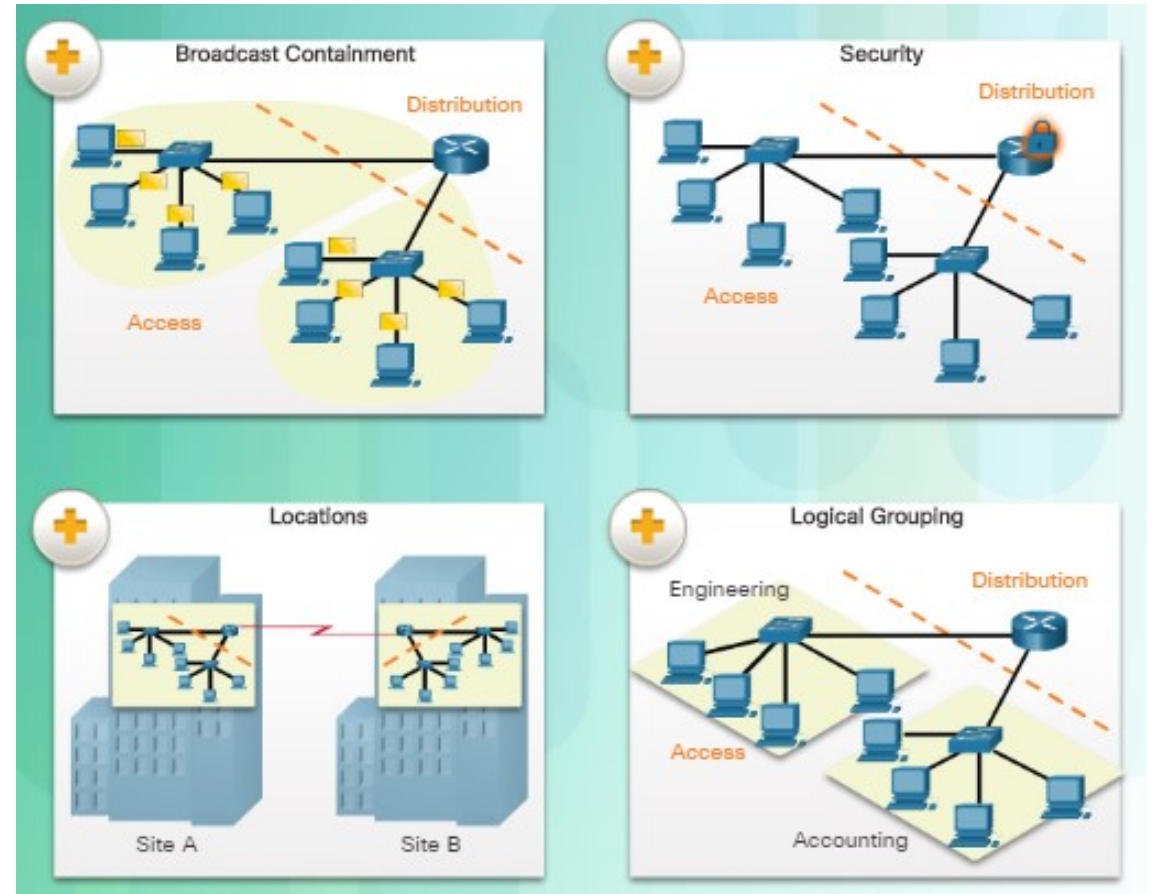 Broadcast Containment
Distribution
Access
Security
Distribution
Access
Locations
Site A
Site B
Logical Grouping
Engineering
Distribution
Access
Accounting